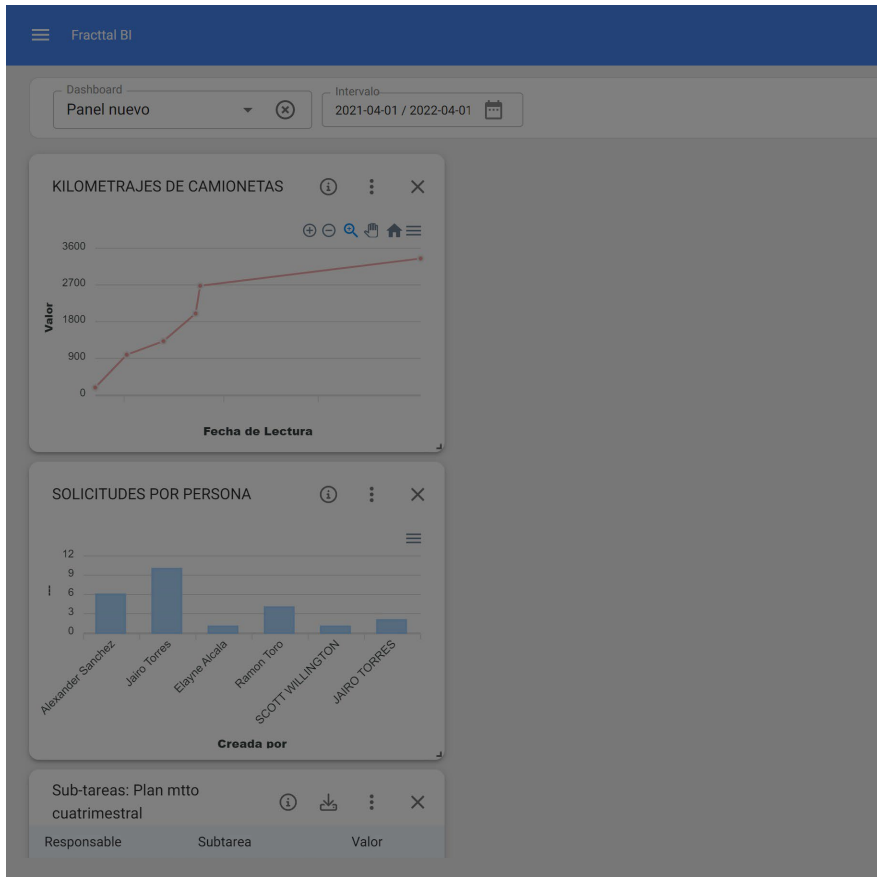 Fracttal BI
Dashboard
Panel nuevo
Intervalo
2021-04-01 / 2022-04-01
KILOMETRAJES DE CAMIONETAS
3600
2700
1800
900
0
Valor
Fecha de Lectura
SOLICITUDES POR PERSONA
12
9
6
3
0
Alexander Sanchez
Jairo Torres
Elayne Alcala
Ramon Toro
SCOTT WILLINGTON
JAIRO TORRES
Creada por
Sub-tareas: Plan mtto
cuatrimestral
Responsable Subtarea Valor